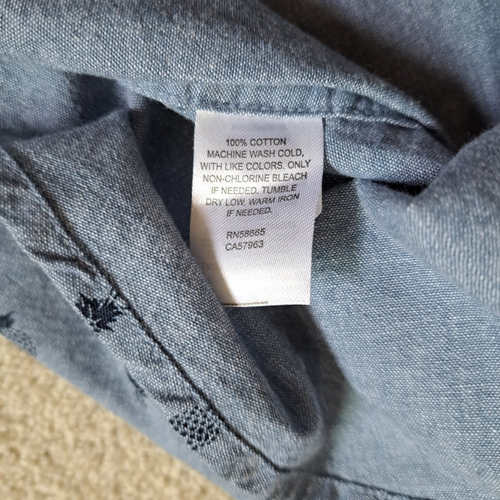 100% COTTON
MACHINE WASH COLD,
WITH LIKE COLORS. ONLY
NON-CHLORINE BLEACH
IF NEEDED. TUMBLE
DRY LOW. WARM IRON
IF NEEDED.
RN58665
CA57963